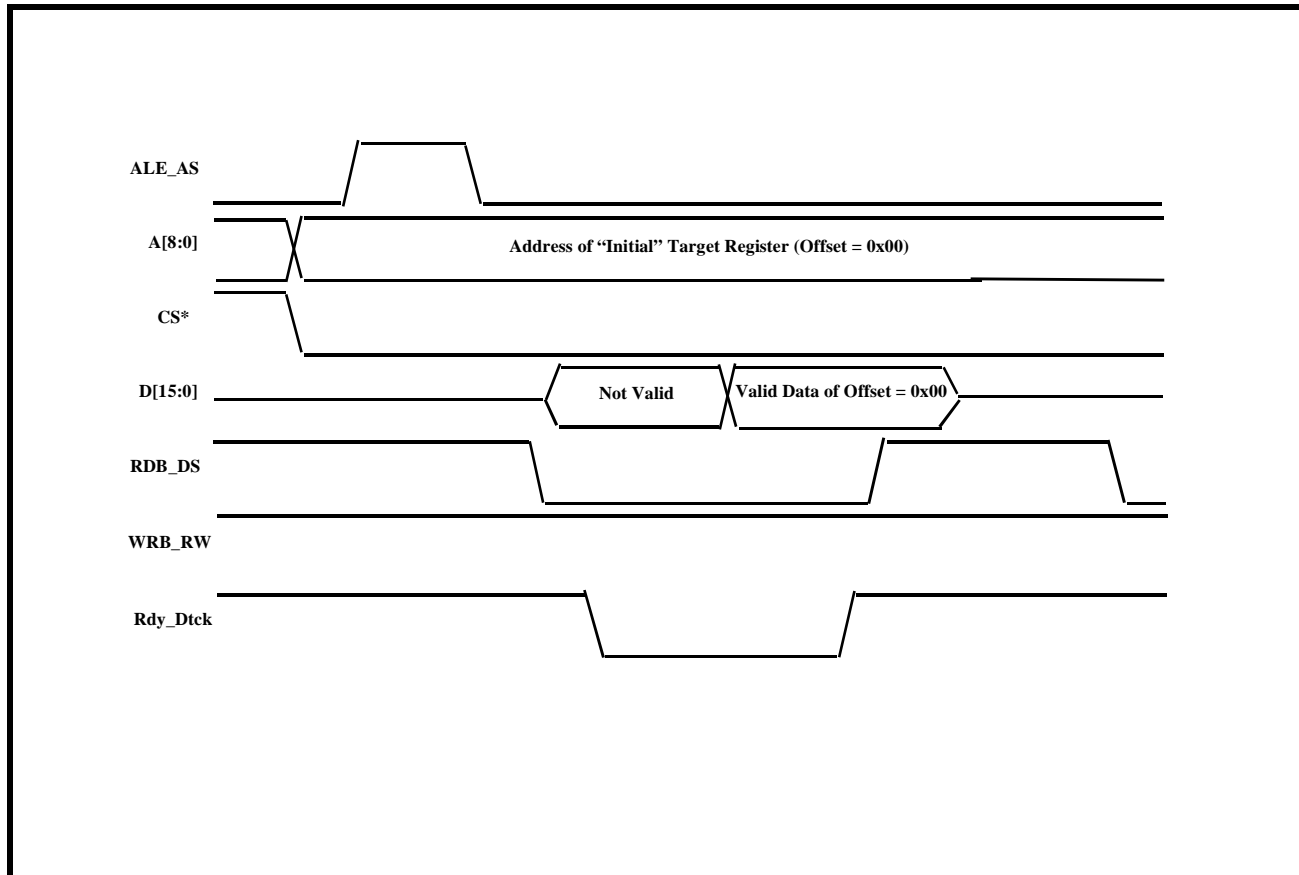 ALE_AS
A[8:0]
Address of “Initial” Target Register (Offset = 0x00)
CS*
D[15:0]
Not Valid
Valid Data of Offset = 0x00
RDB_DS
WRB_RW
Rdy_Dtck